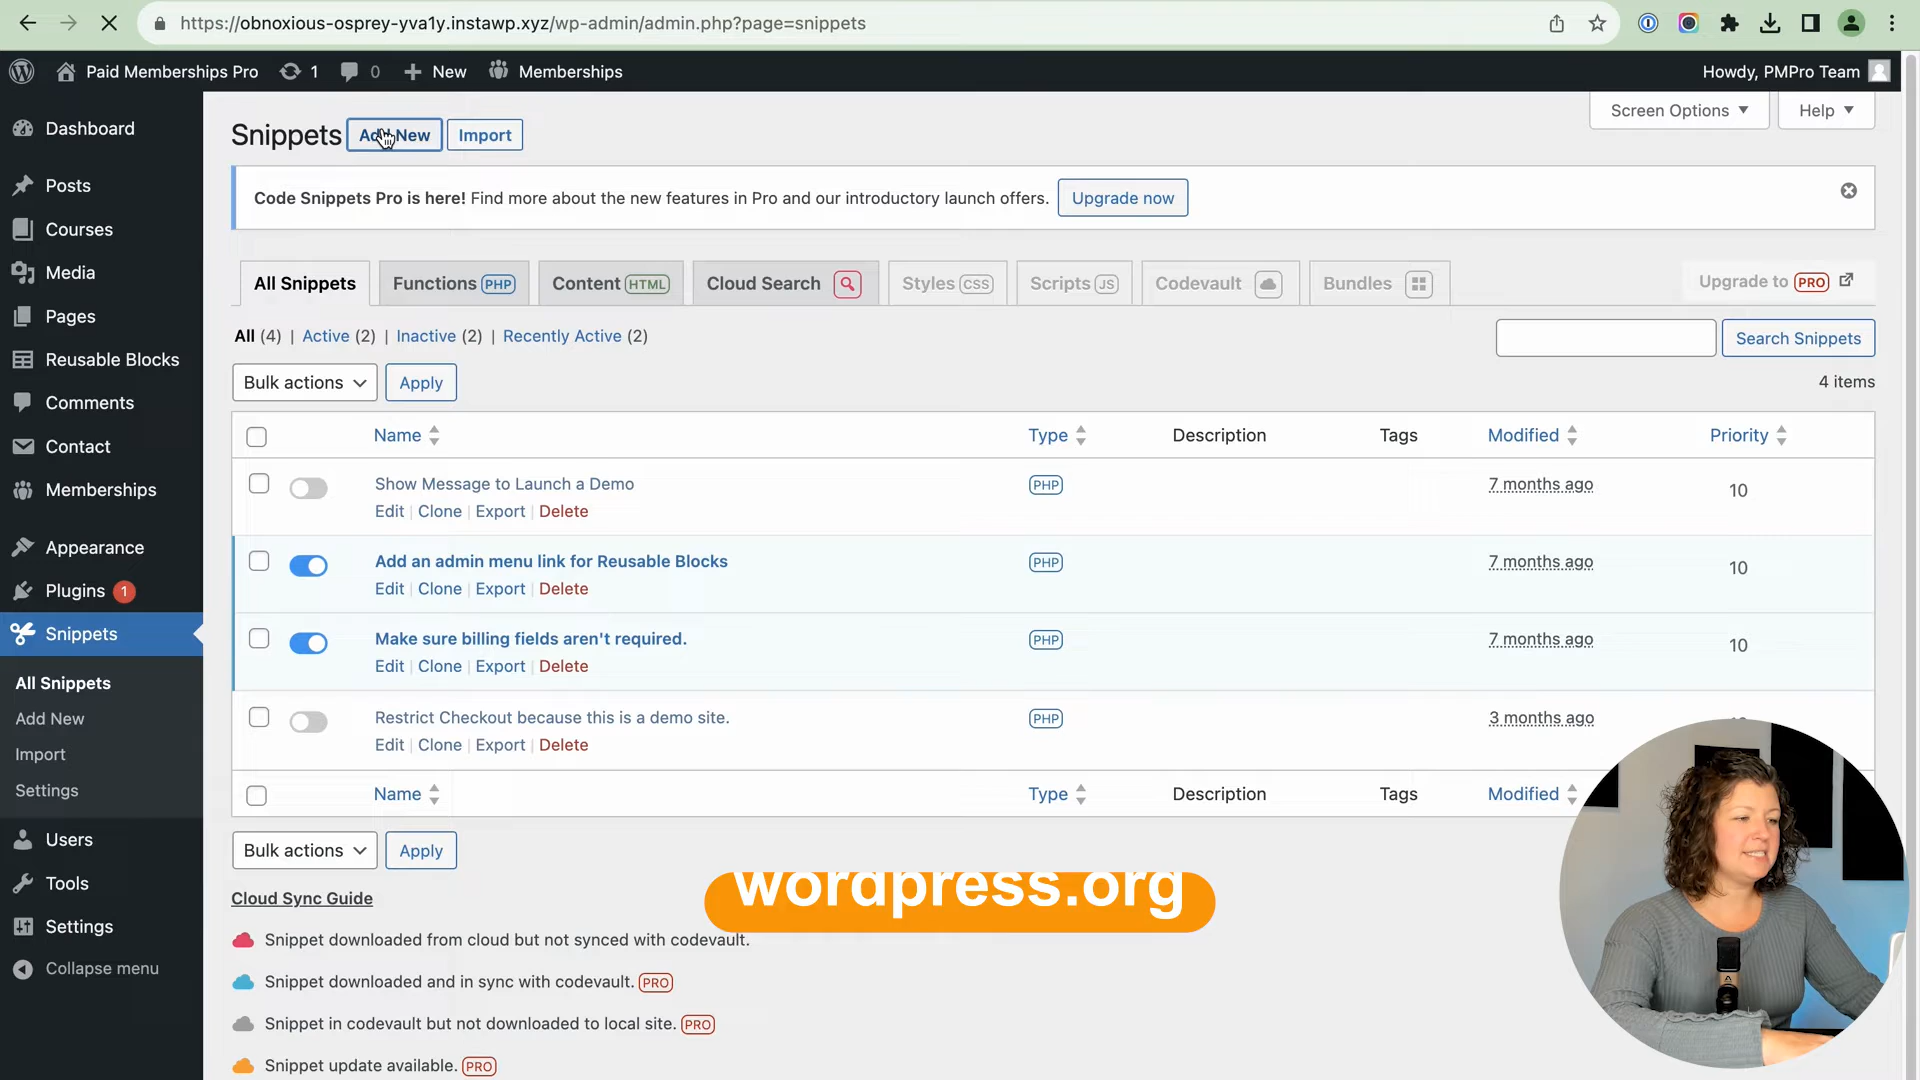 https://obnoxious-osprey-yva1y.instawp.xyz/wp-admin/admin.php?page=snippets
Paid Memberships Pro 1 0 New Memberships Howdy, PMPro Team
Screen Options Help
Snippets Add New Import
Code Snippets Pro is here! Find more about the new features in Pro and our introductory launch offers. Upgrade now
All Snippets Functions PHP Content HTML Cloud Search Styles CSS Scripts JS Codevault Bundles Upgrade to PRO
All (4) | Active (2) | Inactive (2) | Recently Active (2)
Search Snippets
Bulk actions Apply
4 items
Name Type Description Tags Modified Priority
Show Message to Launch a Demo PHP 7 months ago 10
Edit | Clone | Export | Delete
Add an admin menu link for Reusable Blocks PHP 7 months ago 10
Edit | Clone | Export | Delete
Make sure billing fields aren't required. PHP 7 months ago 10
Edit | Clone | Export | Delete
Restrict Checkout because this is a demo site. PHP 3 months ago
Edit | Clone | Export | Delete
Name Type Description Tags Modified
Bulk actions Apply
wordpress.org
Cloud Sync Guide
Snippet downloaded from cloud but not synced with codevault.
Snippet downloaded and in sync with codevault. PRO
Snippet in codevault but not downloaded to local site. PRO
Snippet update available. PRO
Dashboard
Posts
Courses
Media
Pages
Reusable Blocks
Comments
Contact
Memberships
Appearance
Plugins 1
Snippets
All Snippets
Add New
Import
Settings
Users
Tools
Settings
Collapse menu